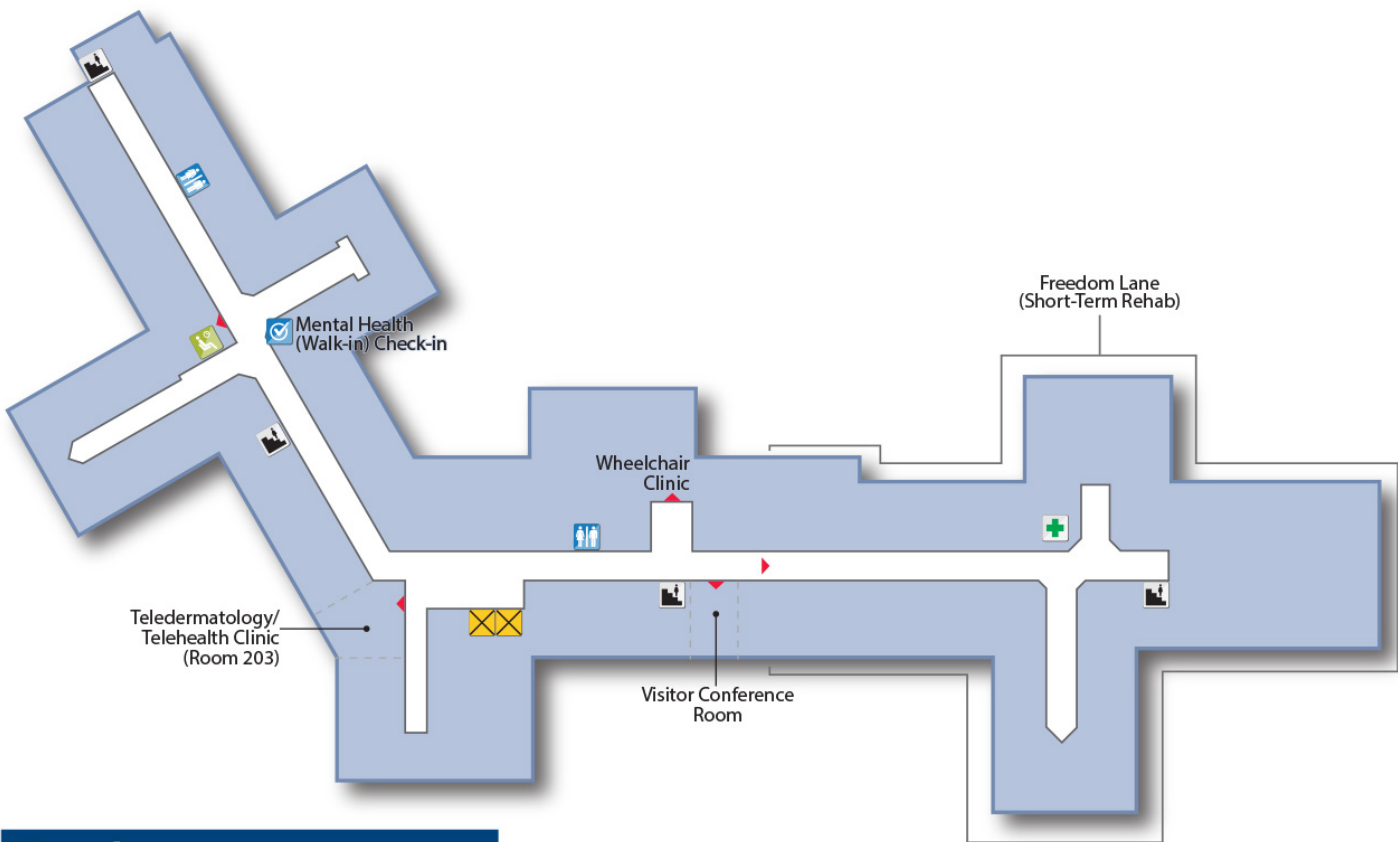 Freedom Lane
(Short-Term Rehab)
Mental Health
(Walk-in) Check-in
Wheelchair
Clinic
Teledermatology/
Telehealth Clinic
(Room 203)
Visitor Conference
Room